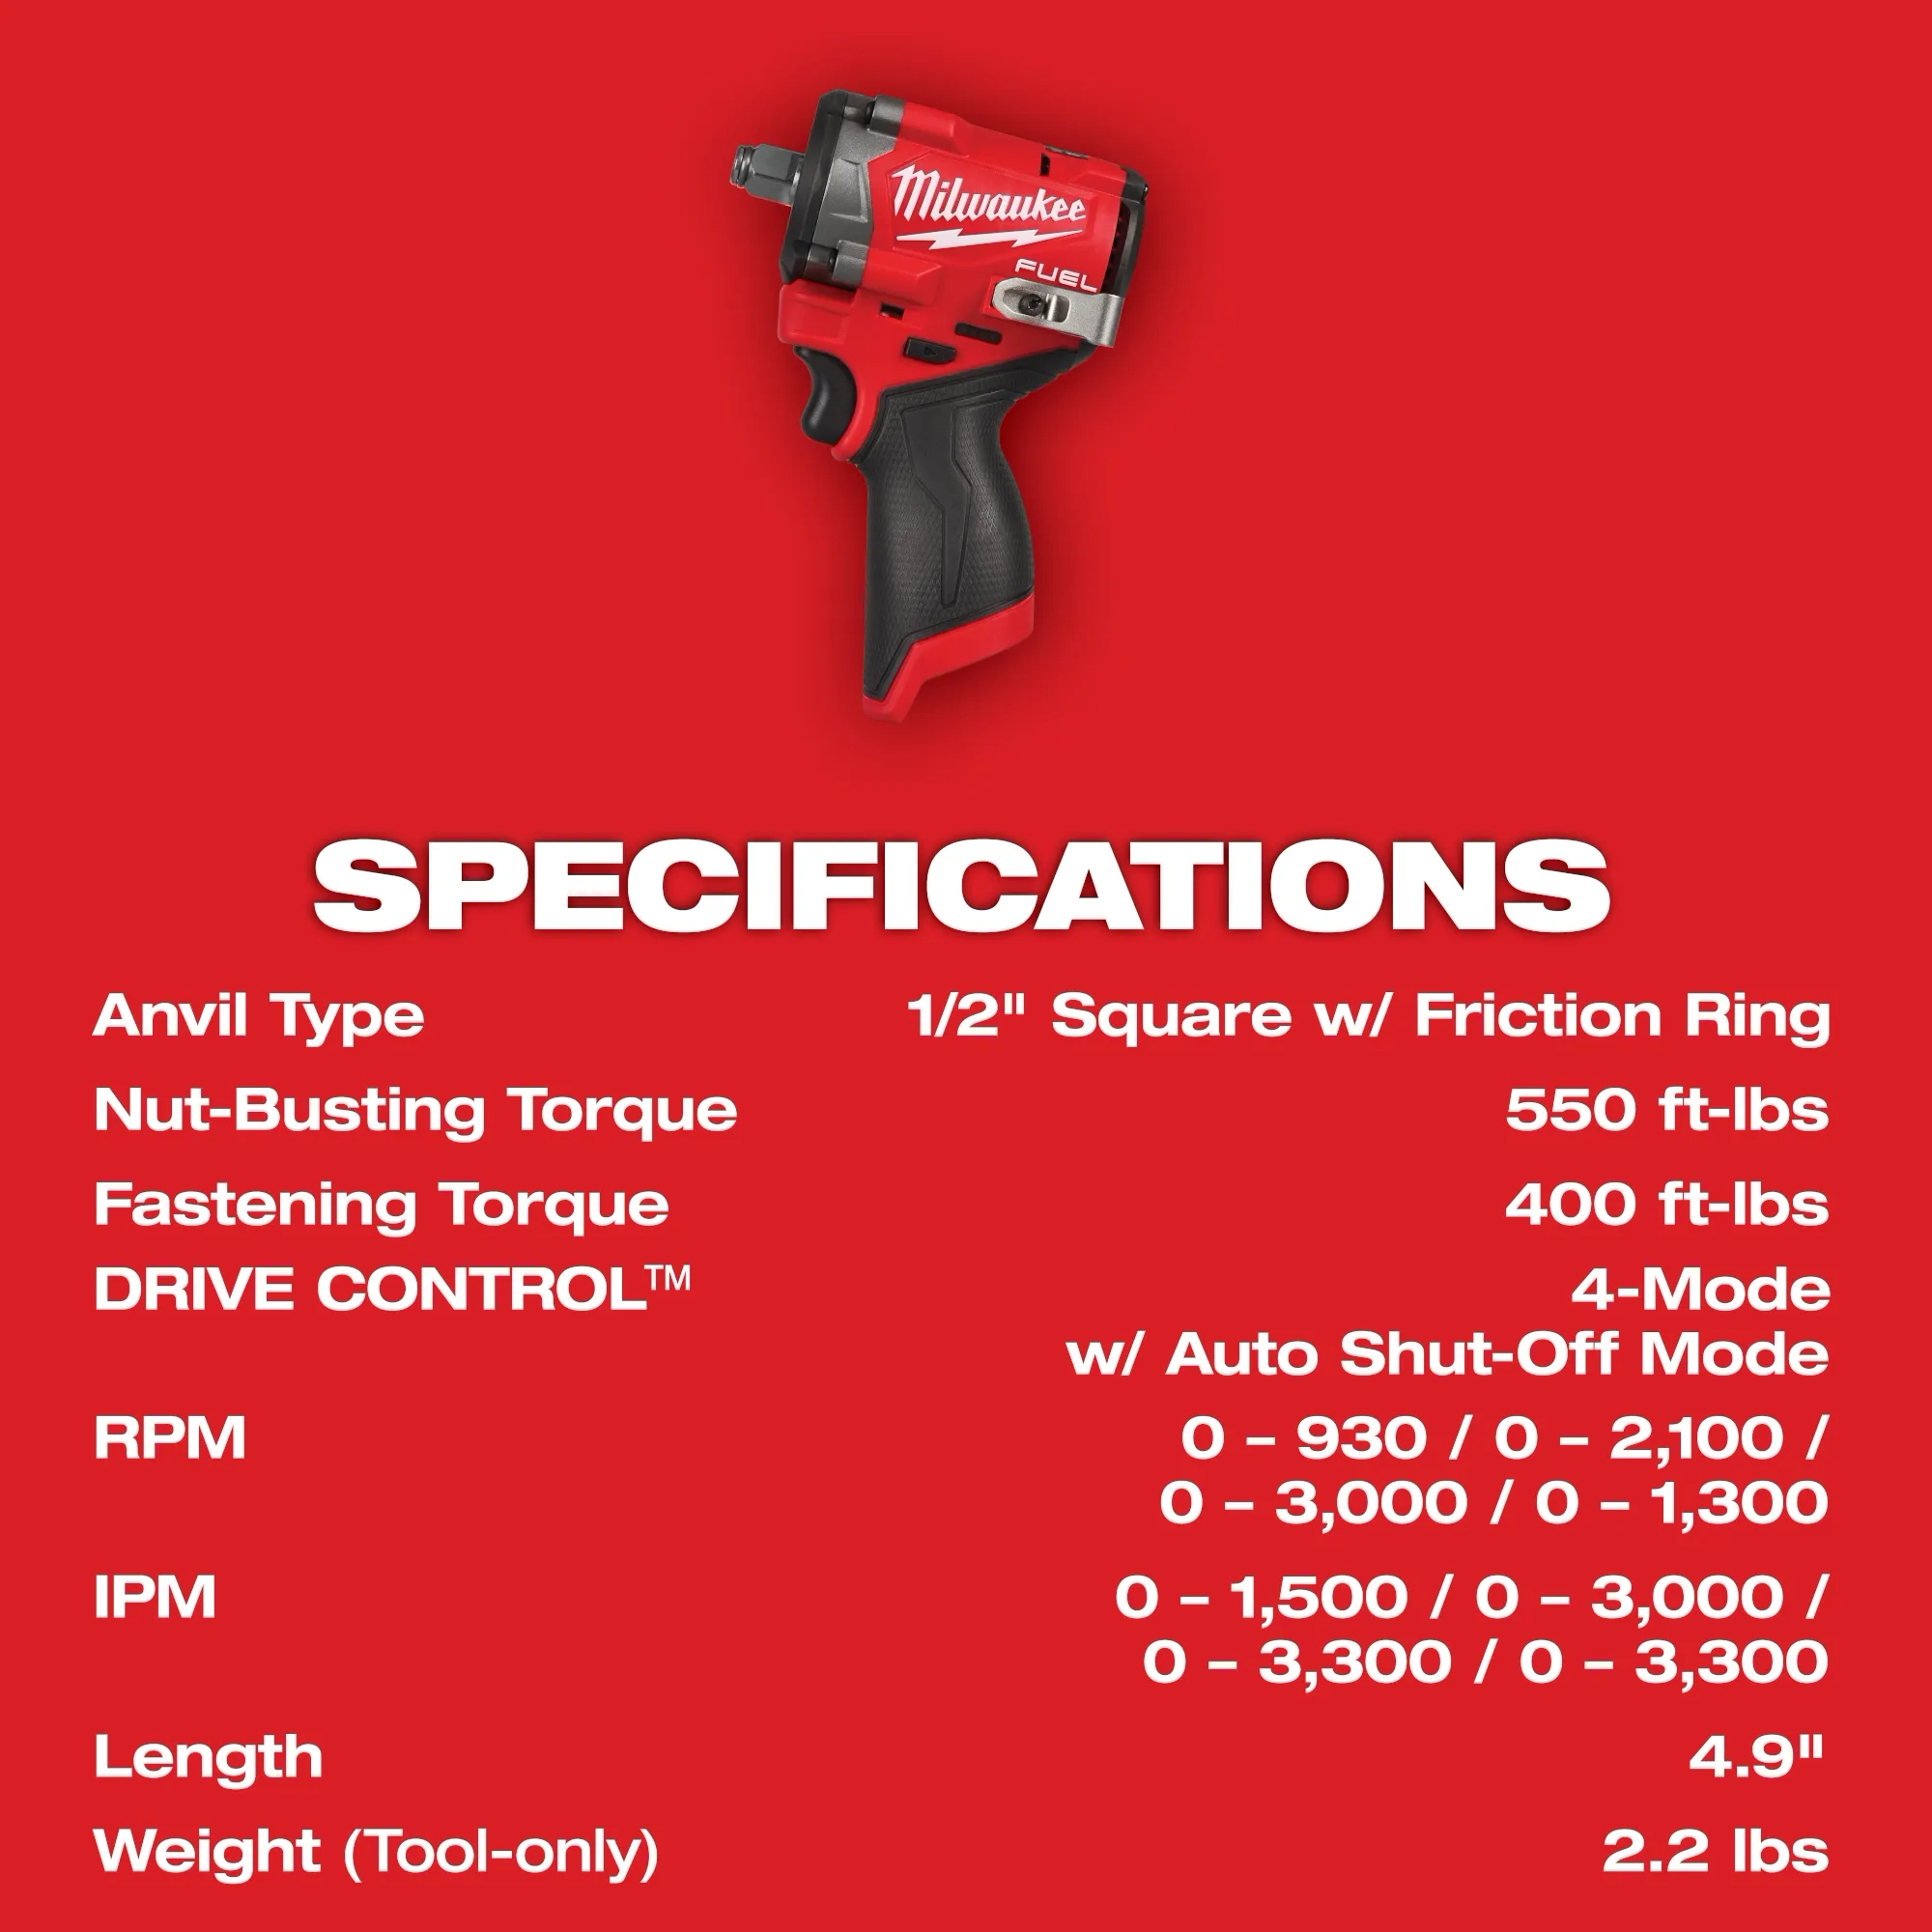 Milwaukee
FUEL
SPECIFICATIONS
Anvil Type 1/2" Square w/ Friction Ring
Nut-Busting Torque 550 ft-lbs
Fastening Torque 400 ft-lbs
DRIVE CONTROL™ 4-Mode
w/ Auto Shut-Off Mode
RPM 0 – 930 / 0 – 2,100 /
0 – 3,000 / 0 – 1,300
IPM 0 – 1,500 / 0 – 3,000 /
0 – 3,300 / 0 – 3,300
Length 4.9"
Weight (Tool-only) 2.2 lbs